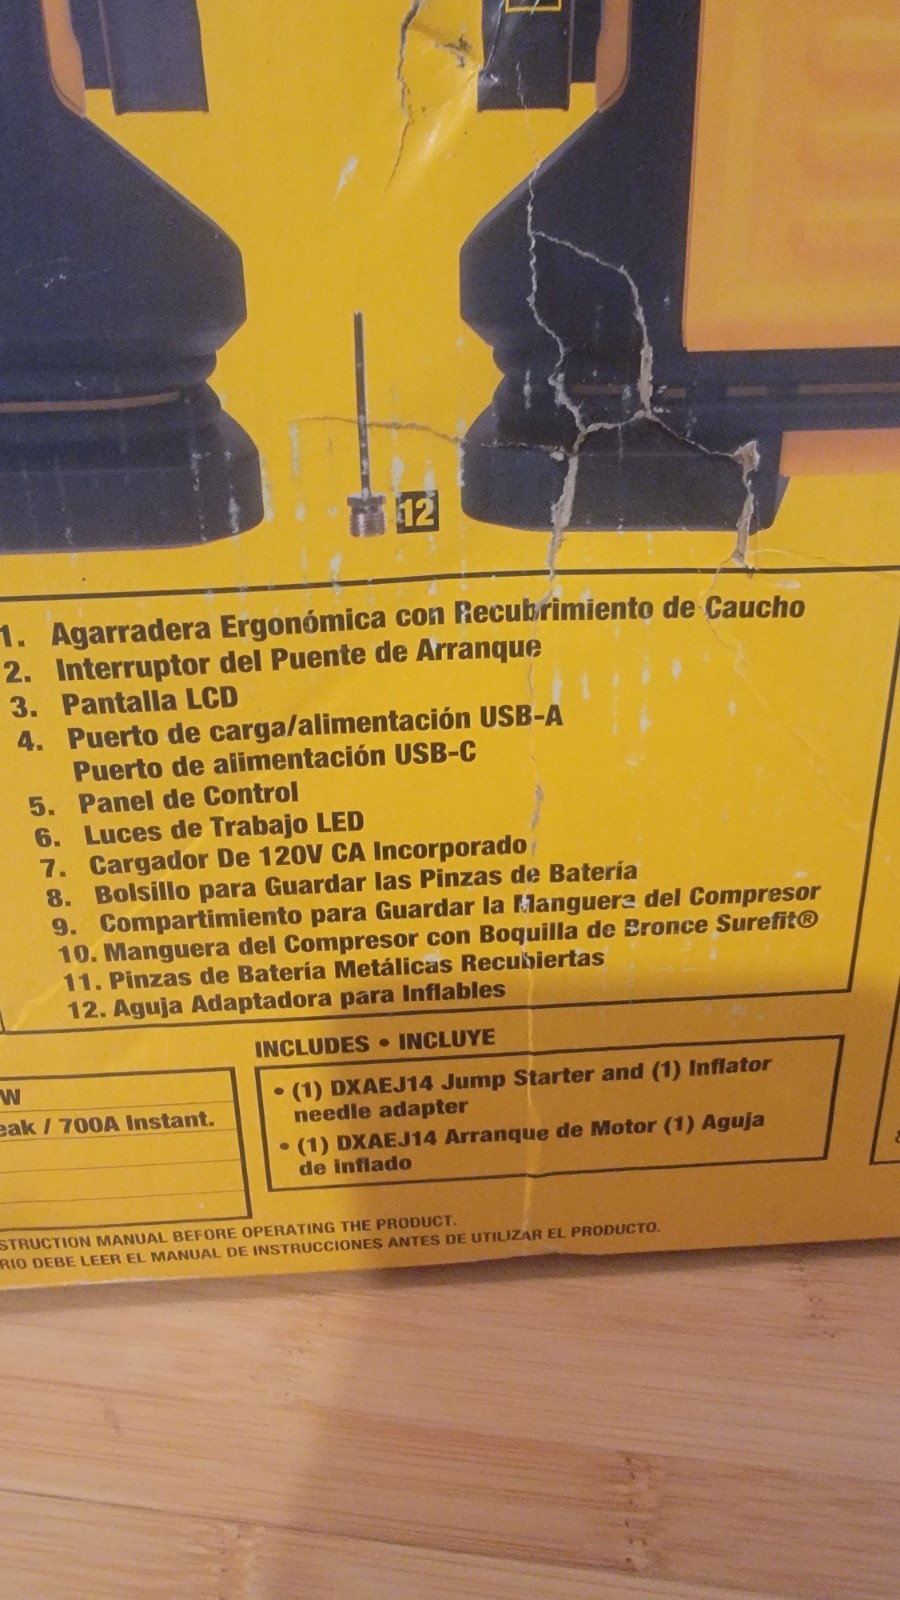 12
1. Agarradera Ergonómica con Recubrimiento de Caucho
2. Interruptor del Puente de Arranque
3. Pantalla LCD
4. Puerto de carga/alimentación USB-A
Puerto de alimentación USB-C
5. Panel de Control
6. Luces de Trabajo LED
7. Cargador De 120V CA Incorporado
8. Bolsillo para Guardar las Pinzas de Batería
9. Compartimiento para Guardar la Manguera del Compresor
10. Manguera del Compresor con Boquilla de Bronce Surefit®
11. Pinzas de Batería Metálicas Recubiertas
12. Aguja Adaptadora para Inflables
INCLUDES • INCLUYE
W
eak / 700A Instant.
• (1) DXAEJ14 Jump Starter and (1) Inflator
needle adapter
• (1) DXAEJ14 Arranque de Motor (1) Aguja
de inflado
STRUCTION MANUAL BEFORE OPERATING THE PRODUCT.
RIO DEBE LEER EL MANUAL DE INSTRUCCIONES ANTES DE UTILIZAR EL PRODUCTO.